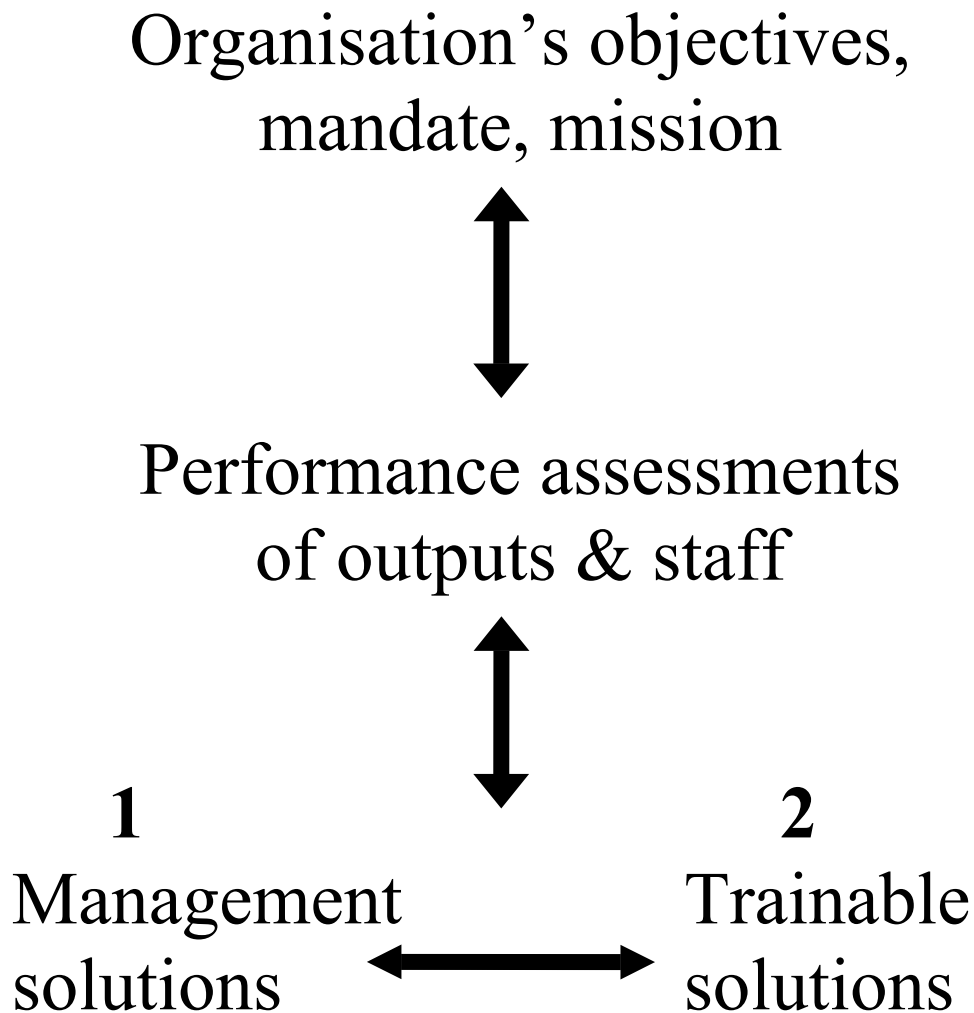 Organisation’s objectives,
mandate, mission
Performance assessments
of outputs & staff
1
2
Management
solutions
Trainable
solutions